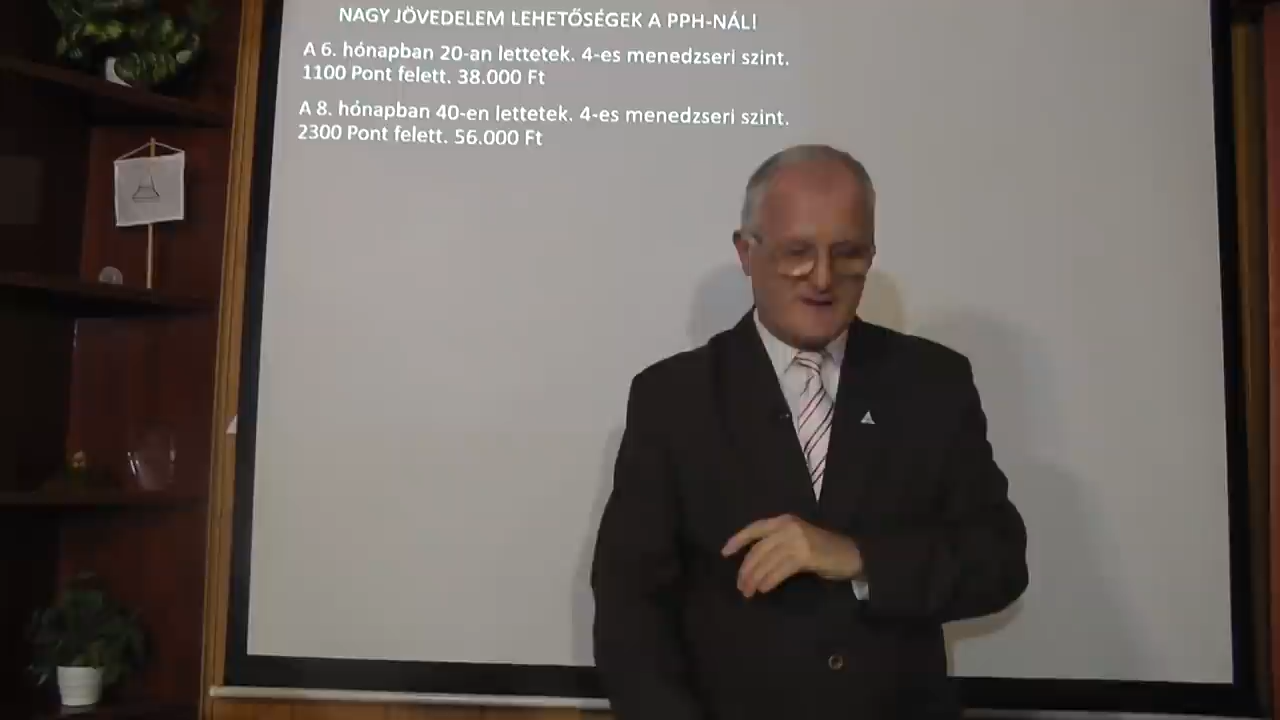 NAGY JÖVEDELEM LEHETŐSÉGEK A PPH-NÁL!
A 6. hónapban 20-an lettetek. 4-es menedzseri szint.
1100 Pont felett. 38.000 Ft
A 8. hónapban 40-en lettetek. 4-es menedzseri szint.
2300 Pont felett. 56.000 Ft